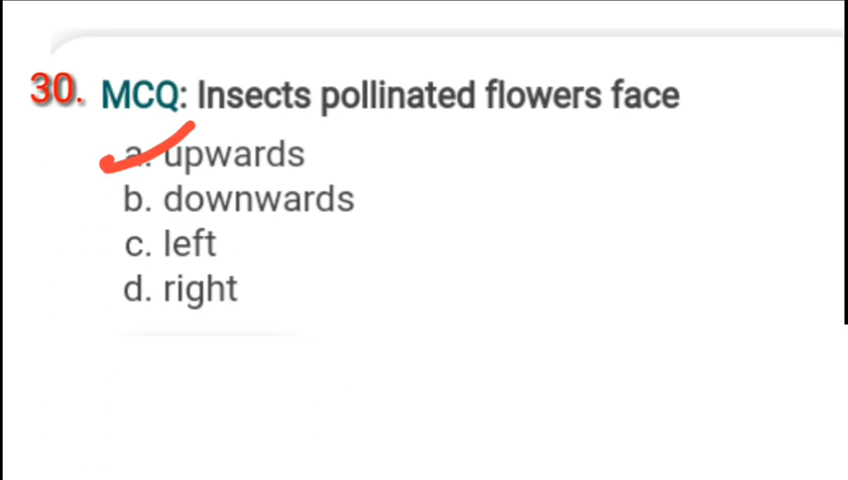 30. MCQ: Insects pollinated flowers face
a. upwards
b. downwards
c. left
d. right